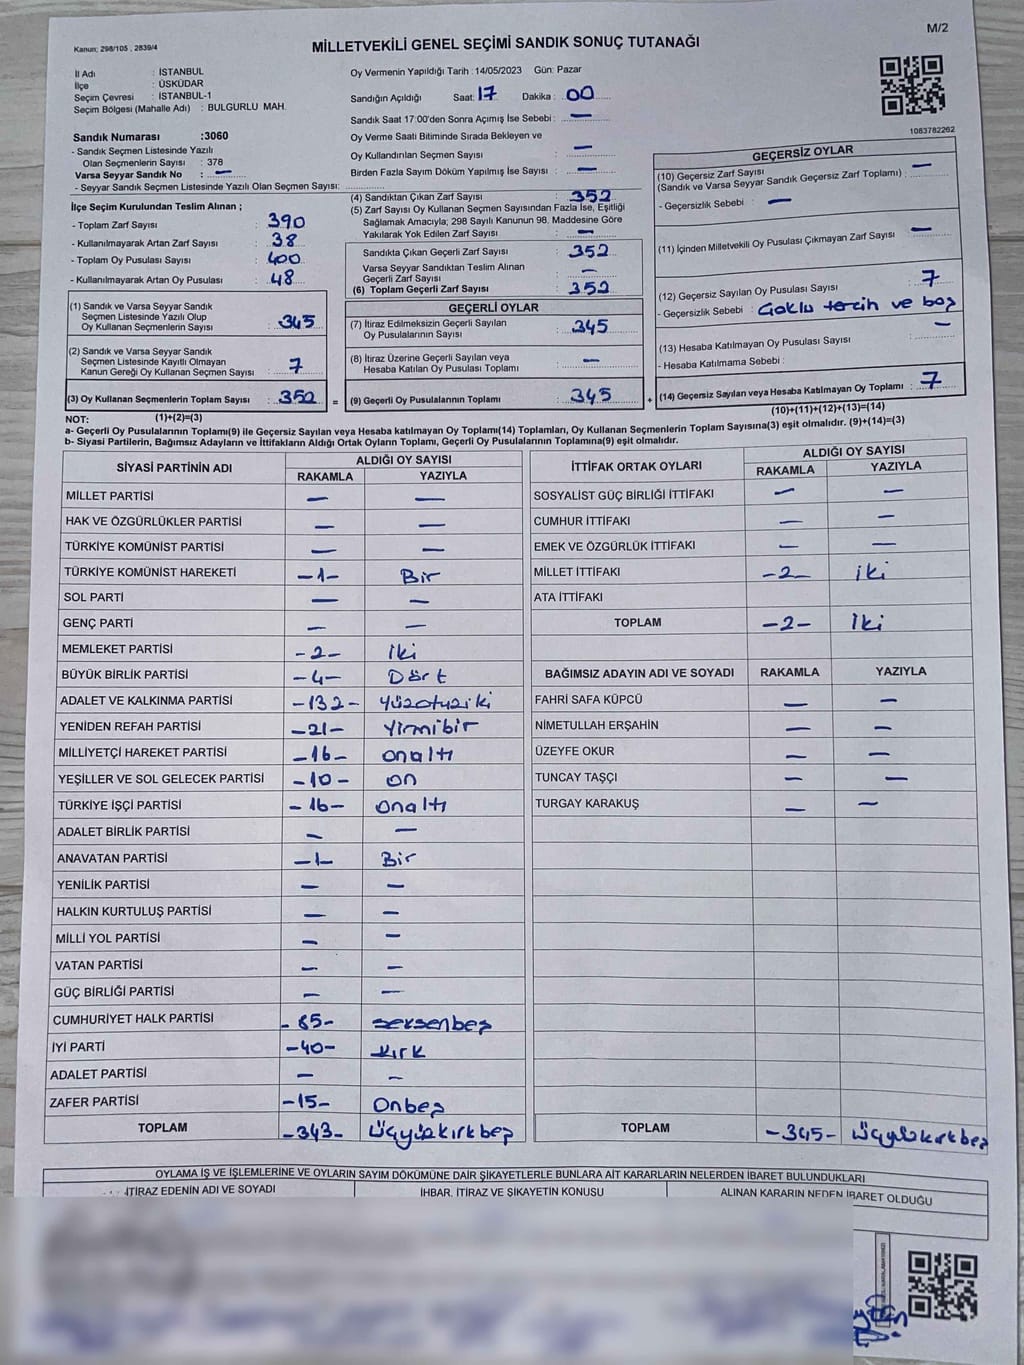 M/2
Kanun: 298/105 , 2839/4
MİLLETVEKİLİ GENEL SEÇİMİ SANDIK SONUÇ TUTANAĞI
İl Adı : İSTANBUL
İlçe : ÜSKÜDAR
Seçim Çevresi : İSTANBUL-1
Seçim Bölgesi (Mahalle Adı) : BULGURLU MAH.
Sandık Numarası :3060
- Sandık Seçmen Listesinde Yazılı
Olan Seçmenlerin Sayısı : 378
Varsa Seyyar Sandık No : —
- Seyyar Sandık Seçmen Listesinde Yazılı Olan Seçmen Sayısı:
Oy Vermenin Yapıldığı Tarih :14/05/2023 Gün: Pazar
Sandığın Açıldığı Saat: 17 Dakika : 00
Sandık Saat 17:00'den Sonra Açımış İse Sebebi : —
Oy Verme Saati Bitiminde Sırada Bekleyen ve
Oy Kullandırılan Seçmen Sayısı : —
Birden Fazla Sayım Döküm Yapılmış İse Sayısı : —
1083782262
İlçe Seçim Kurulundan Teslim Alınan ;
- Toplam Zarf Sayısı : 390
- Kullanılmayarak Artan Zarf Sayısı : 38
- Toplam Oy Pusulası Sayısı : 400
- Kullanılmayarak Artan Oy Pusulası : 48
(1) Sandık ve Varsa Seyyar Sandık
Seçmen Listesinde Yazılı Olup
Oy Kullanan Seçmenlerin Sayısı : 345
(2) Sandık ve Varsa Seyyar Sandık
Seçmen Listesinde Kayıtlı Olmayan
Kanun Gereği Oy Kullanan Seçmen Sayısı : 7
(3) Oy Kullanan Seçmenlerin Toplam Sayısı : 352
(1)+(2)=(3)
(4) Sandıktan Çıkan Zarf Sayısı : 352
(5) Zarf Sayısı Oy Kullanan Seçmen Sayısından Fazla İse, Eşitliği
Sağlamak Amacıyla; 298 Sayılı Kanunun 98. Maddesine Göre
Yakılarak Yok Edilen Zarf Sayısı : —
Sandıkta Çıkan Geçerli Zarf Sayısı : 352
Varsa Seyyar Sandıktan Teslim Alınan
Geçerli Zarf Sayısı : —
(6) Toplam Geçerli Zarf Sayısı : 352
GEÇERLİ OYLAR
(7) İtiraz Edilmeksizin Geçerli Sayılan
Oy Pusulalarının Sayısı : 345
(8) İtiraz Üzerine Geçerli Sayılan veya
Hesaba Katılan Oy Pusulası Toplamı : —
= (9) Geçerli Oy Pusulalarının Toplamı : 345
GEÇERSİZ OYLAR
(10) Geçersiz Zarf Sayısı
(Sandık ve Varsa Seyyar Sandık Geçersiz Zarf Toplamı) : —
- Geçersizlik Sebebi : —
(11) İçinden Milletvekili Oy Pusulası Çıkmayan Zarf Sayısı : —
(12) Geçersiz Sayılan Oy Pusulası Sayısı : 7
- Geçersizlik Sebebi : Çoklu tercih ve boş
(13) Hesaba Katılmayan Oy Pusulası Sayısı : —
- Hesaba Katılmama Sebebi :
+ (14) Geçersiz Sayılan veya Hesaba Katılmayan Oy Toplamı : 7
(10)+(11)+(12)+(13)=(14)
NOT:
a- Geçerli Oy Pusulalarının Toplamı(9) ile Geçersiz Sayılan veya Hesaba katılmayan Oy Toplamı(14) Toplamları, Oy Kullanan Seçmenlerin Toplam Sayısına(3) eşit olmalıdır. (9)+(14)=(3)
b- Siyasi Partilerin, Bağımsız Adayların ve İttifakların Aldığı Ortak Oyların Toplamı, Geçerli Oy Pusulalarının Toplamına(9) eşit olmalıdır.
SİYASİ PARTİNİN ADI ALDIĞI OY SAYISI
RAKAMLA YAZIYLA
MİLLET PARTİSİ — —
HAK VE ÖZGÜRLÜKLER PARTİSİ — —
TÜRKİYE KOMÜNİST PARTİSİ — —
TÜRKİYE KOMÜNİST HAREKETİ -1- Bir
SOL PARTİ — —
GENÇ PARTİ — —
MEMLEKET PARTİSİ -2- İki
BÜYÜK BİRLİK PARTİSİ -4- Dört
ADALET VE KALKINMA PARTİSİ -132- Yüzotuziki
YENİDEN REFAH PARTİSİ -21- Yirmibir
MİLLİYETÇİ HAREKET PARTİSİ -16- onaltı
YEŞİLLER VE SOL GELECEK PARTİSİ -10- on
TÜRKİYE İŞÇİ PARTİSİ -16- onaltı
ADALET BİRLİK PARTİSİ — —
ANAVATAN PARTİSİ -1- Bir
YENİLİK PARTİSİ — —
HALKIN KURTULUŞ PARTİSİ — —
MİLLİ YOL PARTİSİ — —
VATAN PARTİSİ — —
GÜÇ BİRLİĞİ PARTİSİ — —
CUMHURİYET HALK PARTİSİ -85- seksenbeş
İYİ PARTİ -40- kırk
ADALET PARTİSİ — —
ZAFER PARTİSİ -15- Onbeş
TOPLAM -343- üçyüzkırkbeş
İTTİFAK ORTAK OYLARI ALDIĞI OY SAYISI
RAKAMLA YAZIYLA
SOSYALİST GÜÇ BİRLİĞİ İTTİFAKI — —
CUMHUR İTTİFAKI — —
EMEK VE ÖZGÜRLÜK İTTİFAKI — —
MİLLET İTTİFAKI -2- iki
ATA İTTİFAKI
TOPLAM -2- İki
BAĞIMSIZ ADAYIN ADI VE SOYADI RAKAMLA YAZIYLA
FAHRİ SAFA KÜPCÜ — —
NİMETULLAH ERŞAHİN — —
ÜZEYFE OKUR — —
TUNCAY TAŞÇI — —
TURGAY KARAKUŞ — —
TOPLAM -345- üçyüzkırkbeş
OYLAMA İŞ VE İŞLEMLERİNE VE OYLARIN SAYIM DÖKÜMÜNE DAİR ŞİKAYETLERLE BUNLARA AİT KARARLARIN NELERDEN İBARET BULUNDUKLARI
İTİRAZ EDENİN ADI VE SOYADI İHBAR, İTİRAZ VE ŞİKAYETİN KONUSU ALINAN KARARIN NEDEN İBARET OLDUĞU